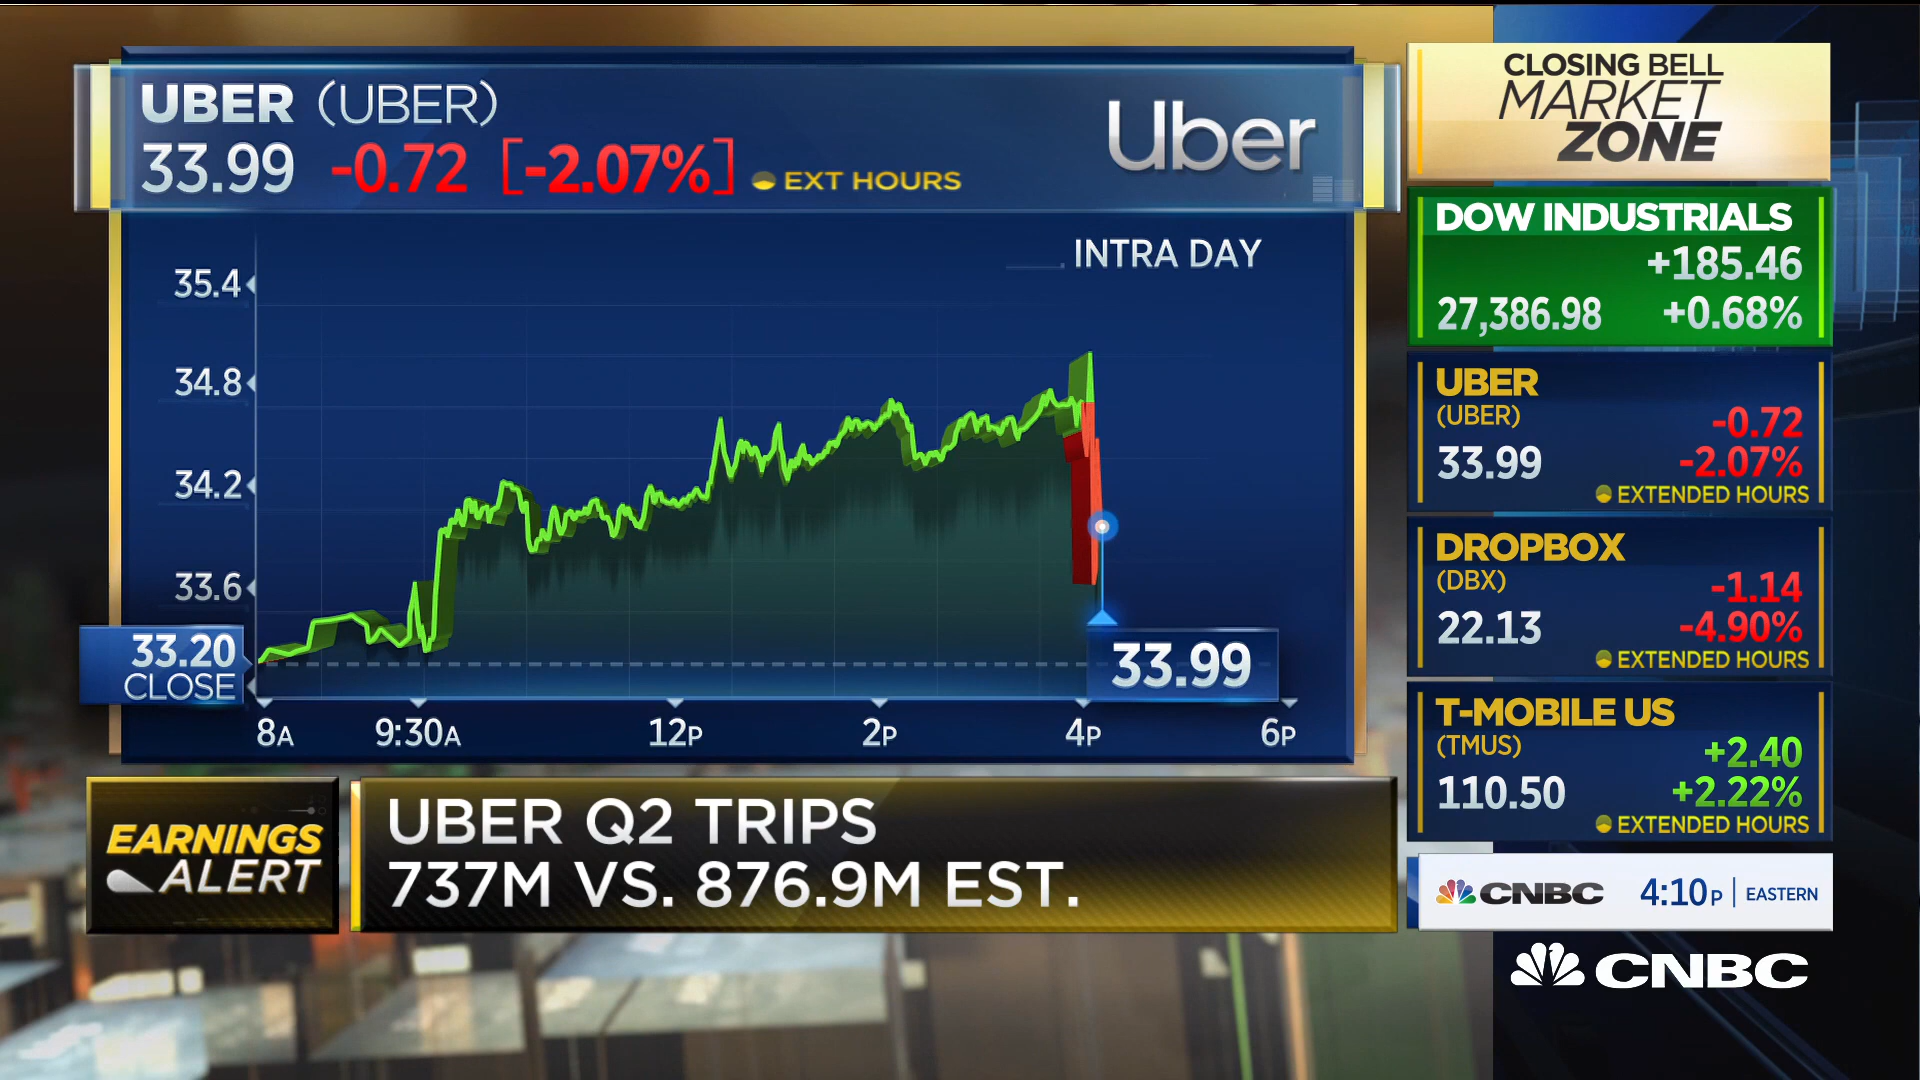 UBER (UBER)
33.99 -0.72 [-2.07%] EXT HOURS
Uber
INTRA DAY
35.4
34.8
34.2
33.6
33.20
CLOSE
33.99
8A 9:30A 12P 2P 4P 6P
EARNINGS
ALERT
UBER Q2 TRIPS
737M VS. 876.9M EST.
CLOSING BELL
MARKET
ZONE
DOW INDUSTRIALS
+185.46
27,386.98 +0.68%
UBER
(UBER)
-0.72
33.99 -2.07%
EXTENDED HOURS
DROPBOX
(DBX)
-1.14
22.13 -4.90%
EXTENDED HOURS
T-MOBILE US
(TMUS)
+2.40
110.50 +2.22%
EXTENDED HOURS
CNBC 4:10P EASTERN
CNBC